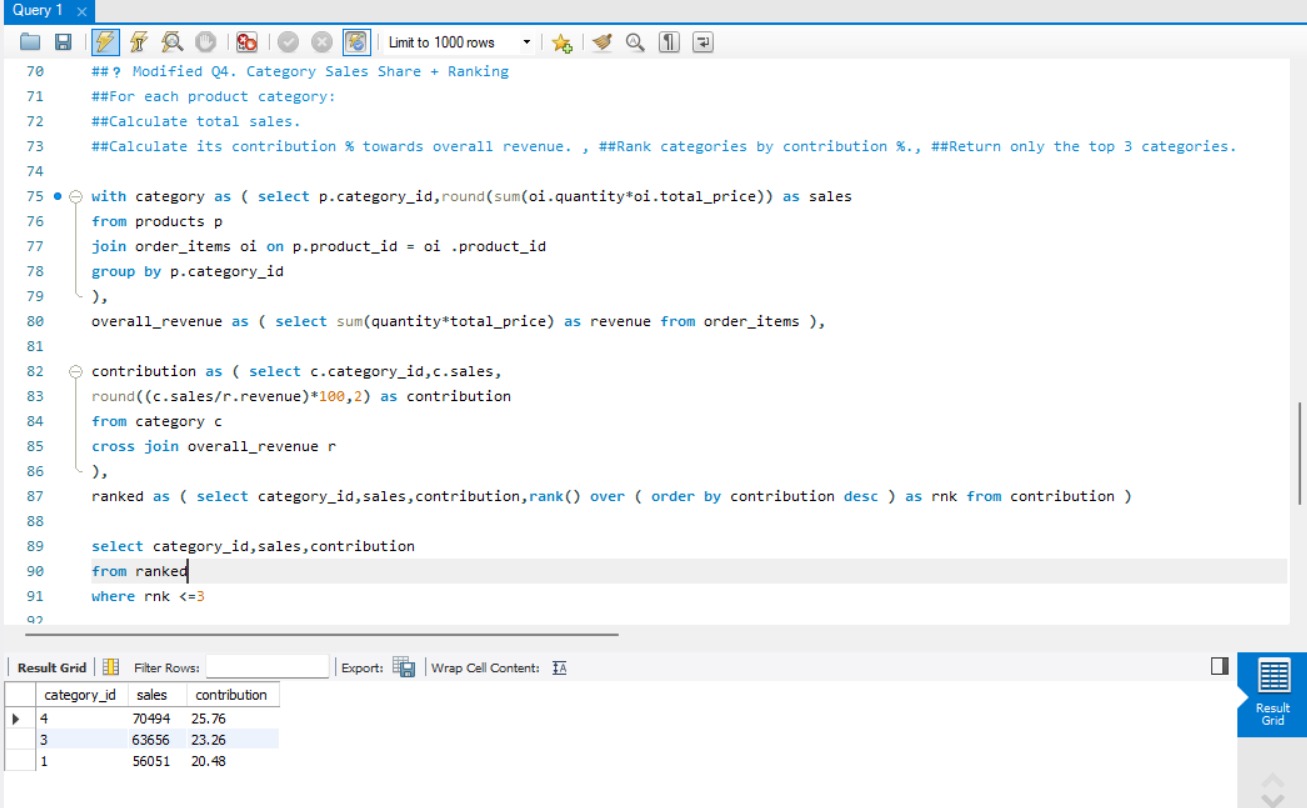 Query 1
Limit to 1000 rows
70 ## ? Modified Q4. Category Sales Share + Ranking
71 ##For each product category:
72 ##Calculate total sales.
73 ##Calculate its contribution % towards overall revenue. , ##Rank categories by contribution %., ##Return only the top 3 categories.
74
75 with category as ( select p.category_id,round(sum(oi.quantity*oi.total_price)) as sales
76 from products p
77 join order_items oi on p.product_id = oi .product_id
78 group by p.category_id
79 ),
80 overall_revenue as ( select sum(quantity*total_price) as revenue from order_items ),
81
82 contribution as ( select c.category_id,c.sales,
83 round((c.sales/r.revenue)*100,2) as contribution
84 from category c
85 cross join overall_revenue r
86 ),
87 ranked as ( select category_id,sales,contribution,rank() over ( order by contribution desc ) as rnk from contribution )
88
89 select category_id,sales,contribution
90 from ranked
91 where rnk <=3
92
Result Grid Filter Rows: Export: Wrap Cell Content: IA
category_id sales contribution
4 70494 25.76
3 63656 23.26
1 56051 20.48
Result
Grid